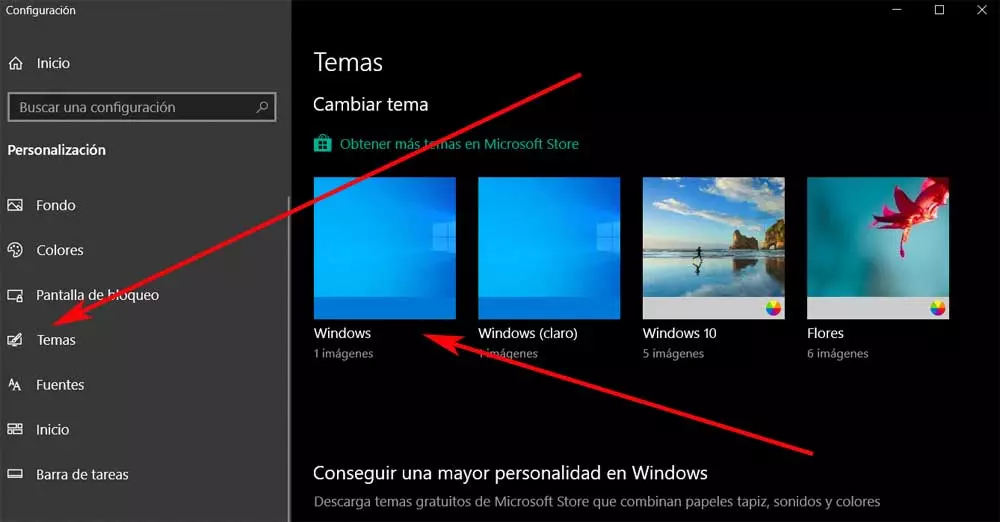 Configuración
Inicio
Buscar una configuración
Personalización
Fondo
Colores
Pantalla de bloqueo
Temas
Fuentes
Inicio
Barra de tareas
Temas
Cambiar tema
Obtener más temas en Microsoft Store
Windows
1 imágenes
Windows (claro)
1 imágenes
Windows 10
5 imágenes
Flores
6 imágenes
Conseguir una mayor personalidad en Windows
Descarga temas gratuitos de Microsoft Store que combinan papeles tapiz, sonidos y colores